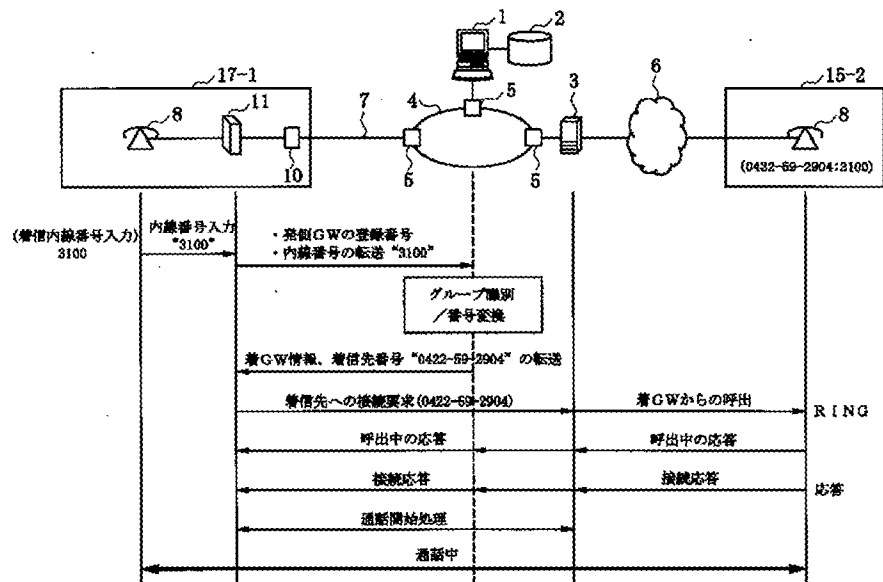 1
2
17-1
15-2
8
11
7
4
5
3
6
8
10
6
5
(0432-59-2904:3100)
(着信内線番号入力)
3100
内線番号入力
"3100"
・発側GWの登録番号
・内線番号の転送"3100"
グループ識別
／番号変換
着GW情報、着信先番号"0422-59-2904"の転送
着信先への接続要求(0422-59-2904)
着GWからの呼出
RING
呼出中の応答
呼出中の応答
接続応答
接続応答
応答
通話開始処理
通話中